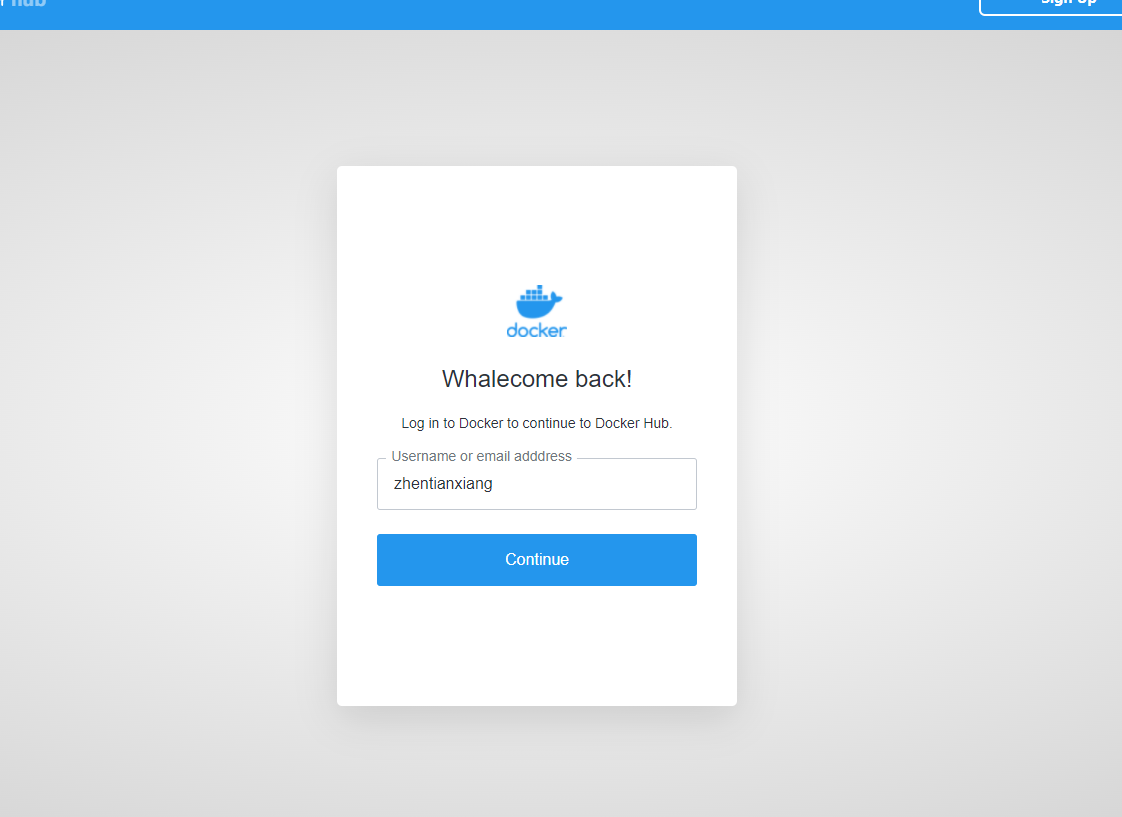 hub
Sign Up
docker
Whalecome back!
Log in to Docker to continue to Docker Hub.
Username or email adddress
zhentianxiang
Continue